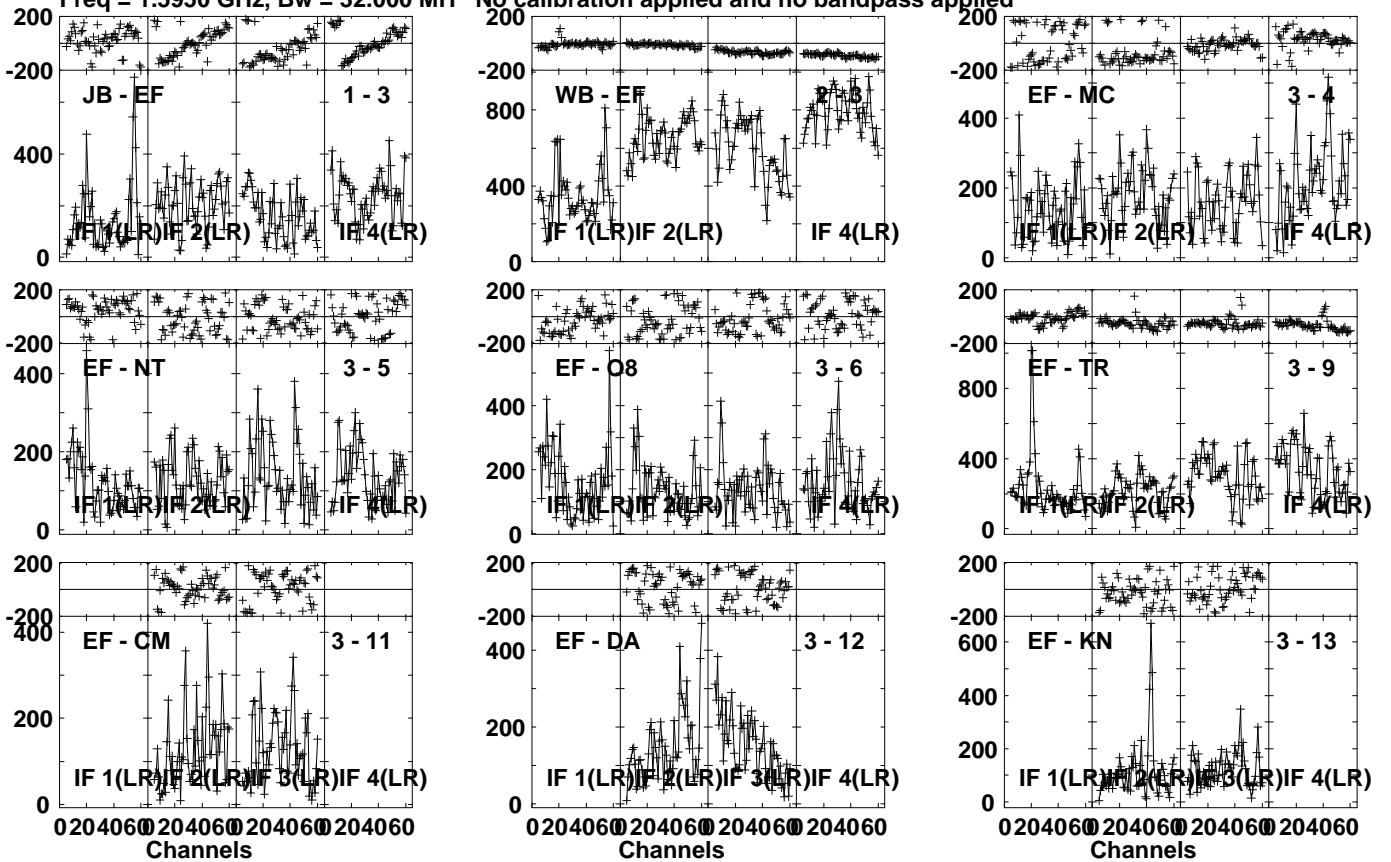 Freq = 1.5950 GHz, Bw = 32.000 MH No calibration applied and no bandpass applied
200
-200
JB - EF 1 - 3
400
0
IF 1(LR) IF 2(LR) IF 4(LR)
200
-200
WB - EF 2 - 3
800
400
0
IF 1(LR) IF 2(LR) IF 4(LR)
200
-200
EF - MC 3 - 4
400
200
0
IF 1(LR) IF 2(LR) IF 4(LR)
200
-200
EF - NT 3 - 5
400
200
0
IF 1(LR) IF 2(LR) IF 4(LR)
200
-200
EF - O8 3 - 6
400
200
0
IF 1(LR) IF 2(LR) IF 4(LR)
200
-200
EF - TR 3 - 9
800
400
0
IF 1(LR) IF 2(LR) IF 4(LR)
200
-200
EF - CM 3 - 11
400
200
0
IF 1(LR) IF 2(LR) IF 3(LR) IF 4(LR)
0 20 40 60 0 20 40 60 0 20 40 60 0 20 40 60
Channels
200
-200
EF - DA 3 - 12
400
200
0
IF 1(LR) IF 2(LR) IF 3(LR) IF 4(LR)
0 20 40 60 0 20 40 60 0 20 40 60 0 20 40 60
Channels
200
-200
EF - KN 3 - 13
600
400
200
0
IF 1(LR) IF 2(LR) IF 3(LR) IF 4(LR)
0 20 40 60 0 20 40 60 0 20 40 60 0 20 40 60
Channels